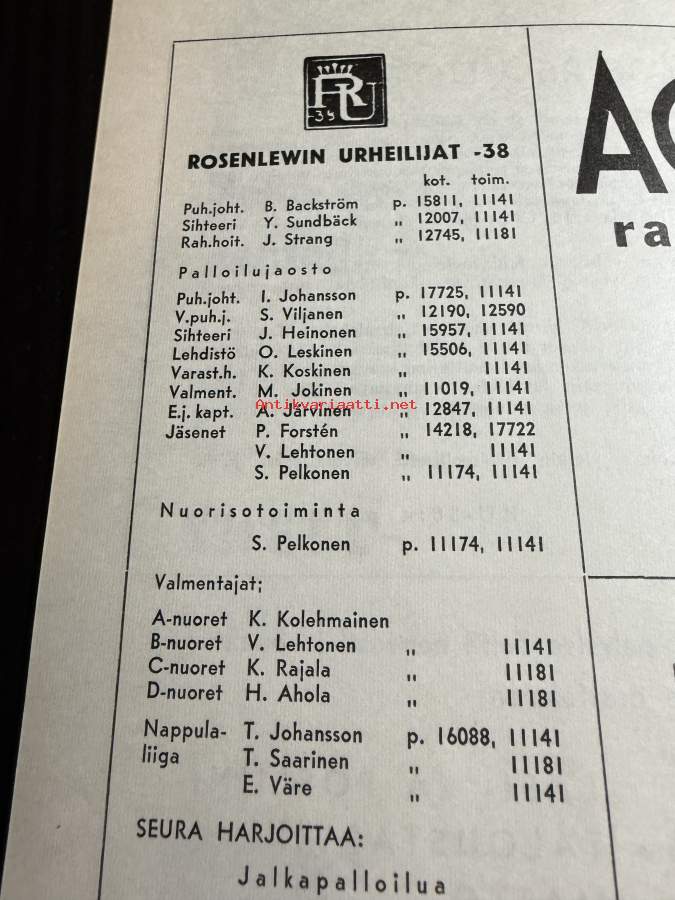 RU
-38
ROSENLEWIN URHEILIJAT -38
kot. toim.
Puh.joht. B. Backström p. 15811, 11141
Sihteeri Y. Sundbäck „ 12007, 11141
Rah.hoit. J. Strang „ 12745, 11181
Palloilujaosto
Puh.joht. I. Johansson p. 17725, 11141
V.puh.j. S. Viljanen „ 12190, 12590
Sihteeri J. Heinonen „ 15957, 11141
Lehdistö O. Leskinen „ 15506, 11141
Varast.h. K. Koskinen „ 11141
Valment. M. Jokinen „ 11019, 11141
Antikvariaatti.net
E.j. kapt. A. Järvinen „ 12847, 11141
Jäsenet P. Forstén „ 14218, 17722
V. Lehtonen „ 11141
S. Pelkonen „ 11174, 11141
Nuorisotoiminta
S. Pelkonen p. 11174, 11141
Valmentajat;
A-nuoret K. Kolehmainen
B-nuoret V. Lehtonen „ 11141
C-nuoret K. Rajala „ 11181
D-nuoret H. Ahola „ 11181
Nappula- T. Johansson p. 16088, 11141
liiga T. Saarinen „ 11181
E. Väre „ 11141
SEURA HARJOITTAA:
Jalkapalloilua